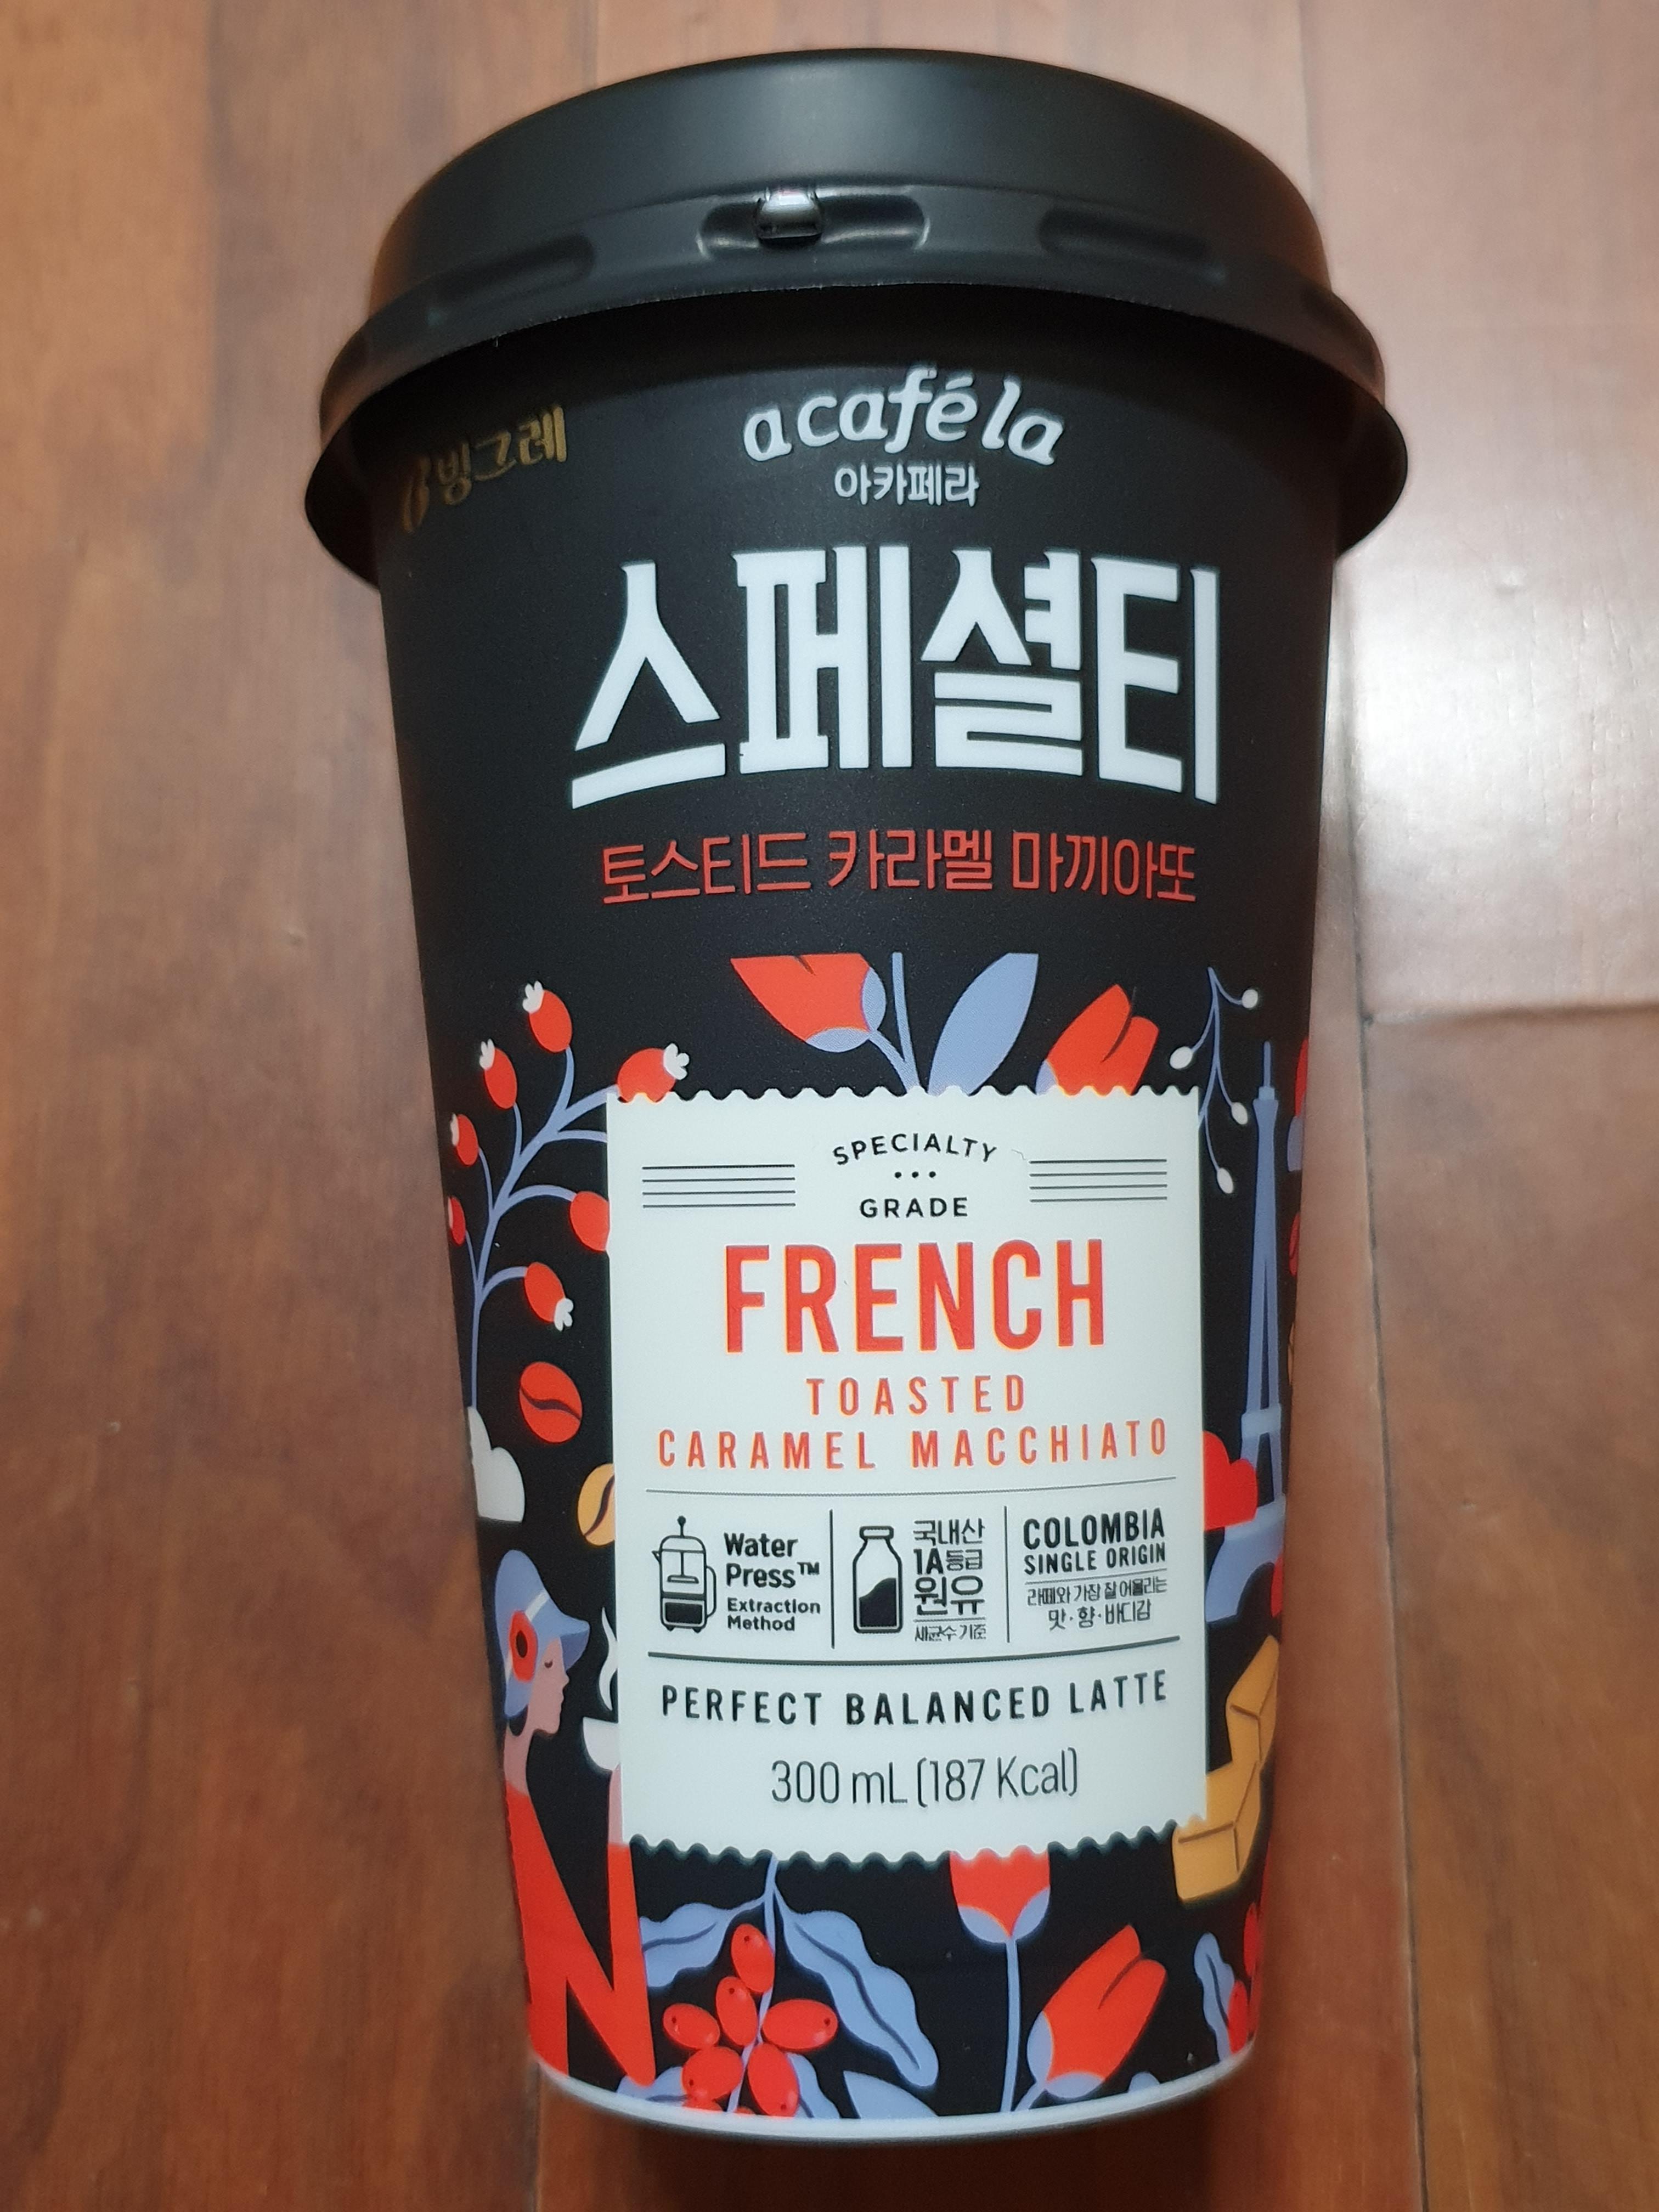 빙그레
acaféla
아카페라
스페셜티
토스티드 카라멜 마끼아또
SPECIALTY
GRADE
FRENCH
TOASTED
CARAMEL MACCHIATO
Water
Press™
Extraction
Method
국내산
1A등급
원유
세균수 기준
COLOMBIA
SINGLE ORIGIN
라떼와 가장 잘 어울리는
맛·향·바디감
PERFECT BALANCED LATTE
300 mL (187 Kcal)